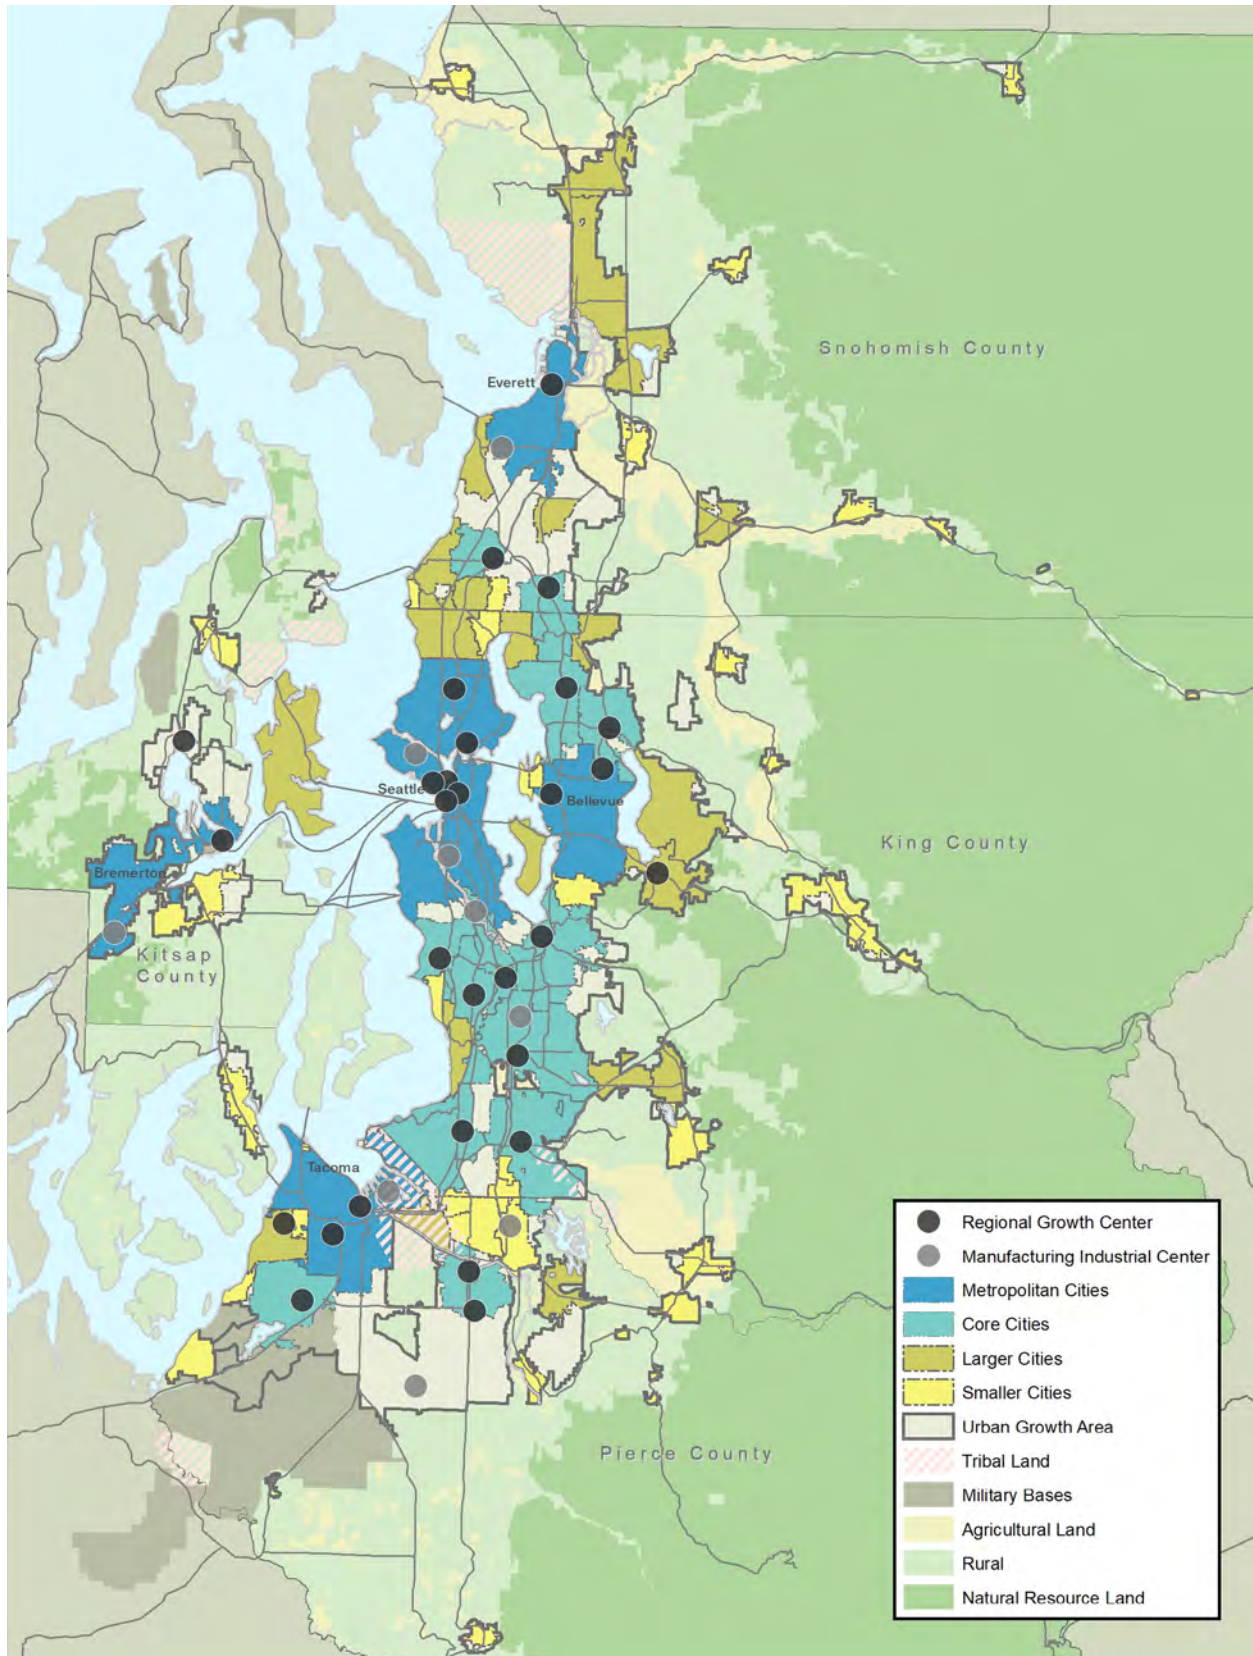 Snohomish County
Everett
Seattle
Bellevue
King County
Bremerton
Kitsap
County
Tacoma
Pierce County
Regional Growth Center
Manufacturing Industrial Center
Metropolitan Cities
Core Cities
Larger Cities
Smaller Cities
Urban Growth Area
Tribal Land
Military Bases
Agricultural Land
Rural
Natural Resource Land